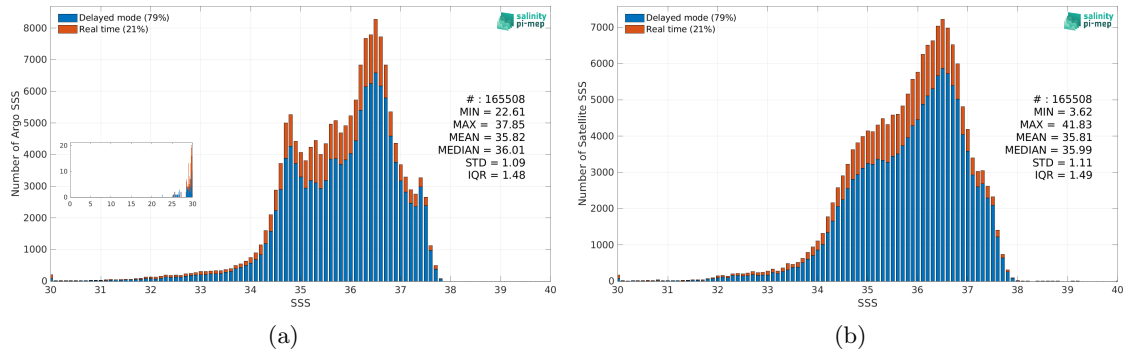 Delayed mode (79%)
Real time (21%)
salinity
pi-mep
Number of Argo SSS
8000
7000
6000
5000
4000
3000
2000
1000
0
# : 165508
MIN = 22.61
MAX = 37.85
MEAN = 35.82
MEDIAN = 36.01
STD = 1.09
IQR = 1.48
20
10
0
0 5 10 15 20 25 30
30 31 32 33 34 35 36 37 38 39 40
SSS
(a)
Delayed mode (79%)
Real time (21%)
salinity
pi-mep
Number of Satellite SSS
7000
6000
5000
4000
3000
2000
1000
0
# : 165508
MIN = 3.62
MAX = 41.83
MEAN = 35.81
MEDIAN = 35.99
STD = 1.11
IQR = 1.49
30 31 32 33 34 35 36 37 38 39 40
SSS
(b)